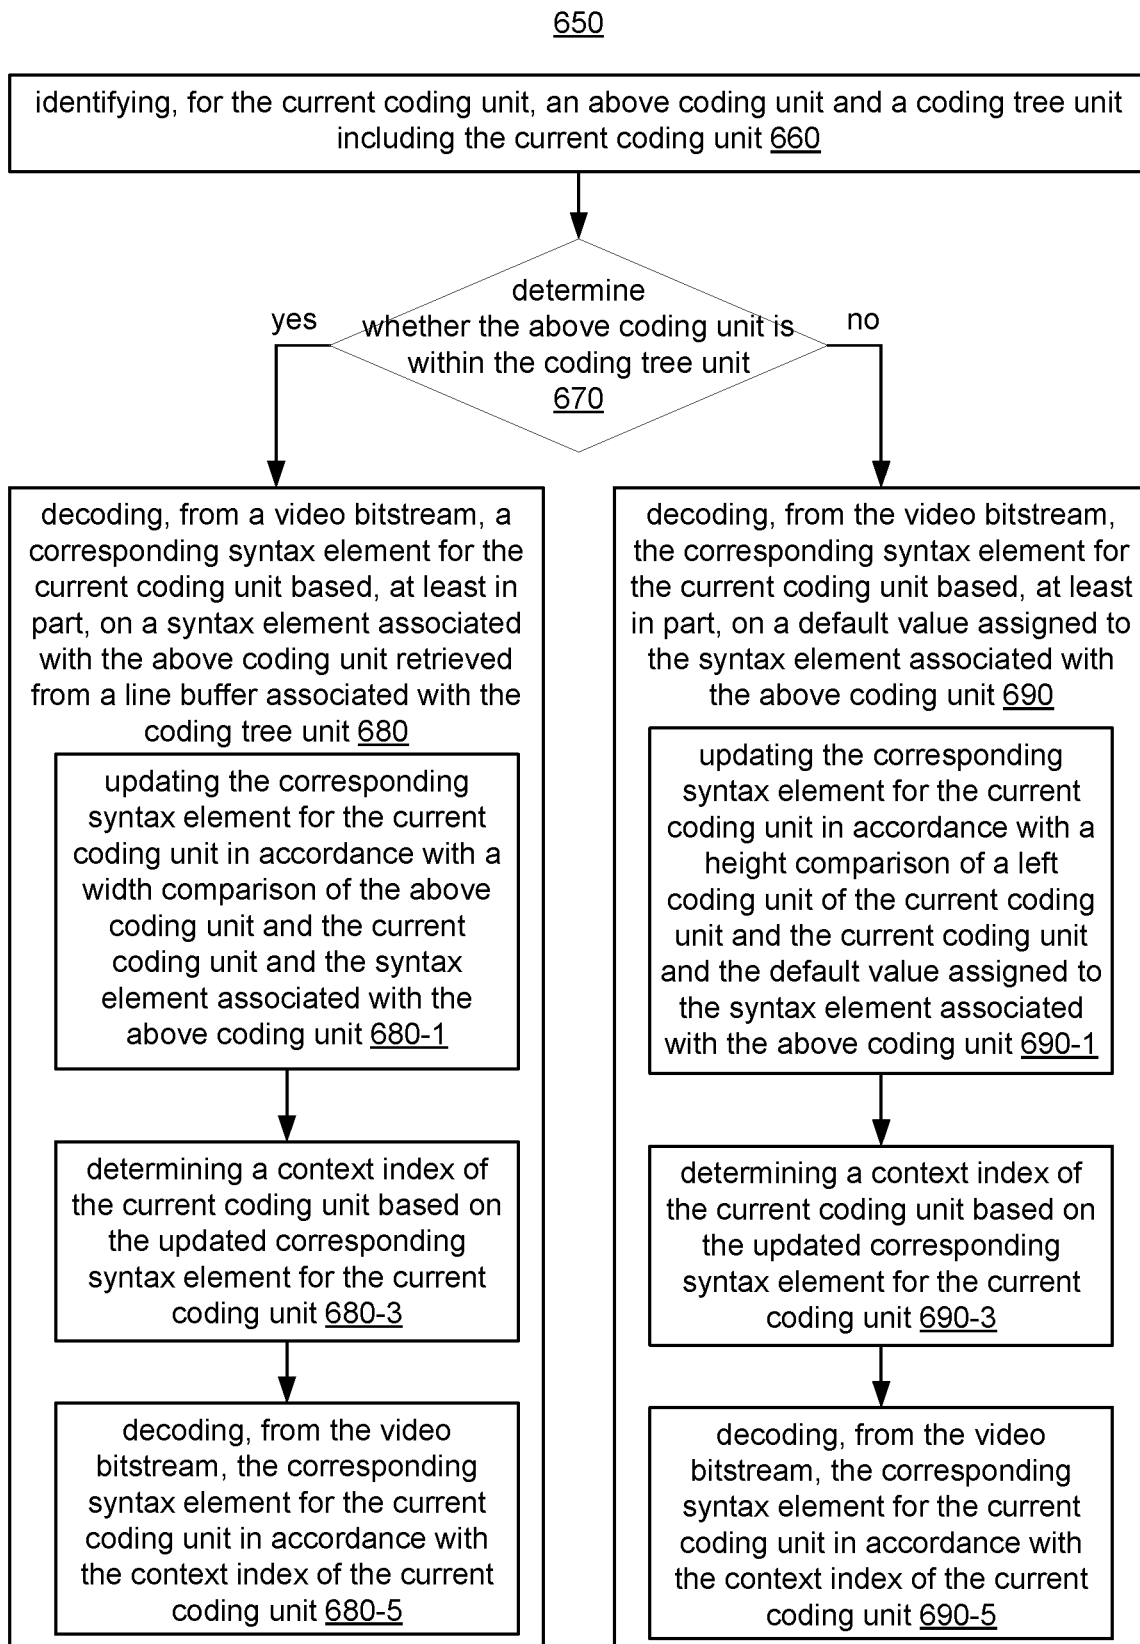 650
identifying, for the current coding unit, an above coding unit and a coding tree unit
including the current coding unit 660
determine
whether the above coding unit is
within the coding tree unit
670
yes
no
decoding, from a video bitstream, a
corresponding syntax element for the
current coding unit based, at least in
part, on a syntax element associated
with the above coding unit retrieved
from a line buffer associated with the
coding tree unit 680
updating the corresponding
syntax element for the current
coding unit in accordance with a
width comparison of the above
coding unit and the current
coding unit and the syntax
element associated with the
above coding unit 680-1
determining a context index of
the current coding unit based on
the updated corresponding
syntax element for the current
coding unit 680-3
decoding, from the video
bitstream, the corresponding
syntax element for the current
coding unit in accordance with
the context index of the current
coding unit 680-5
decoding, from the video bitstream,
the corresponding syntax element for
the current coding unit based, at least
in part, on a default value assigned to
the syntax element associated with
the above coding unit 690
updating the corresponding
syntax element for the current
coding unit in accordance with a
height comparison of a left
coding unit of the current coding
unit and the current coding unit
and the default value assigned to
the syntax element associated
with the above coding unit 690-1
determining a context index of
the current coding unit based on
the updated corresponding
syntax element for the current
coding unit 690-3
decoding, from the video
bitstream, the corresponding
syntax element for the current
coding unit in accordance with
the context index of the current
coding unit 690-5